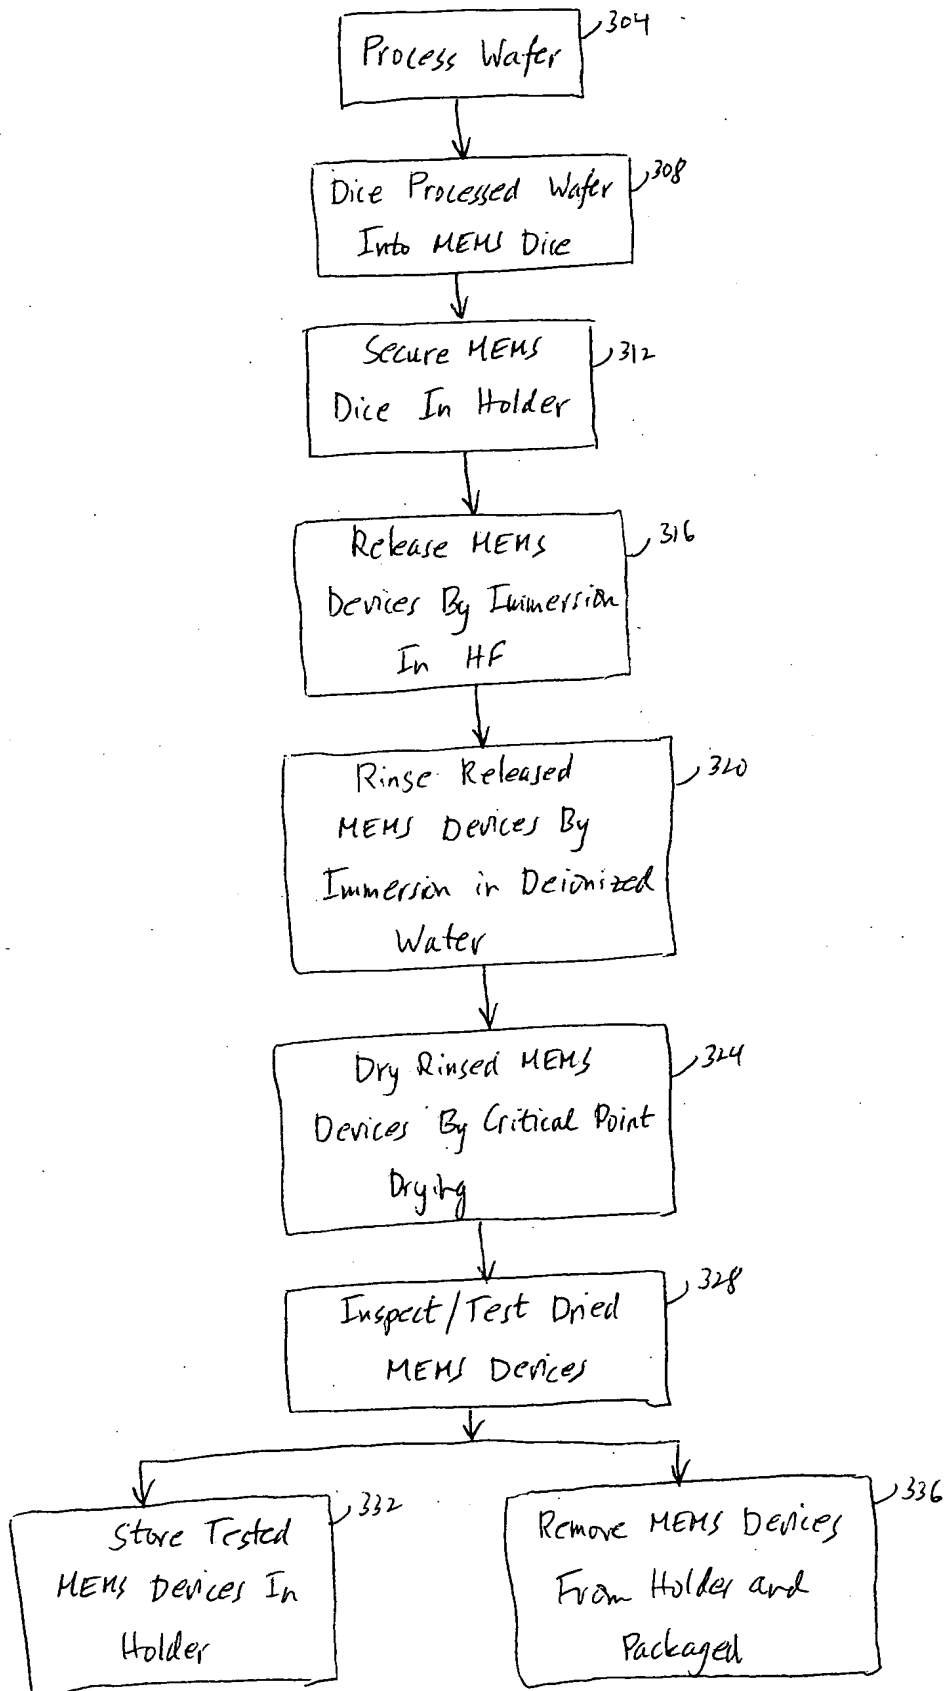 304
Process Wafer
308
Dice Processed Wafer
Into MEMS Dice
312
Secure MEMS
Dice In Holder
316
Release MEMS
Devices By Immersion
In HF
320
Rinse Released
MEMS Devices By
Immersion in Deionized
Water
324
Dry Rinsed MEMS
Devices By Critical Point
Drying
328
Inspect/Test Dried
MEMS Devices
332
Store Tested
MEMS Devices In
Holder
336
Remove MEMS Devices
From Holder and
Packaged